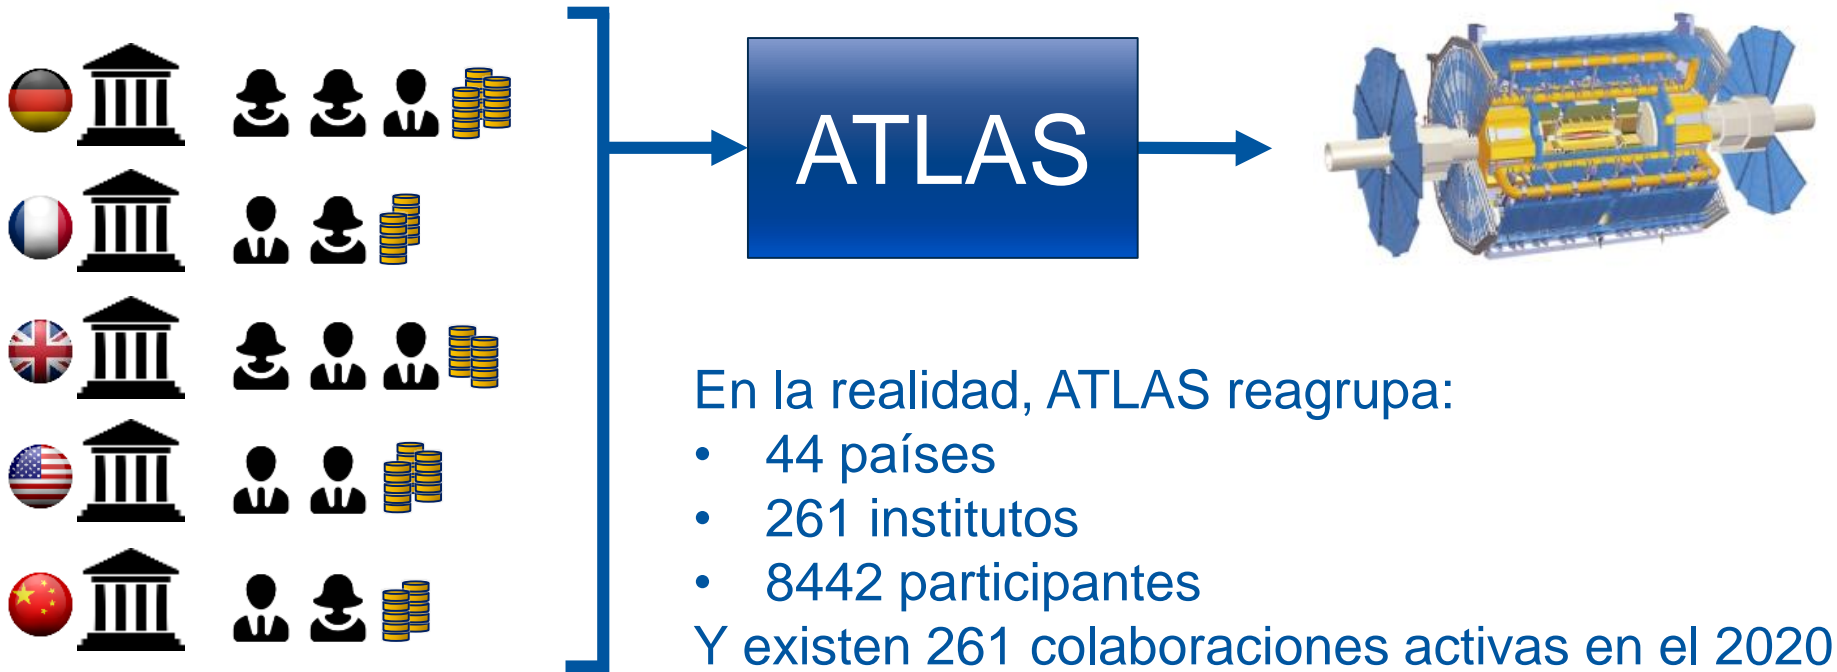 ATLAS
En la realidad, ATLAS reagrupa:
• 44 países
• 261 institutos
• 8442 participantes
Y existen 261 colaboraciones activas en el 2020